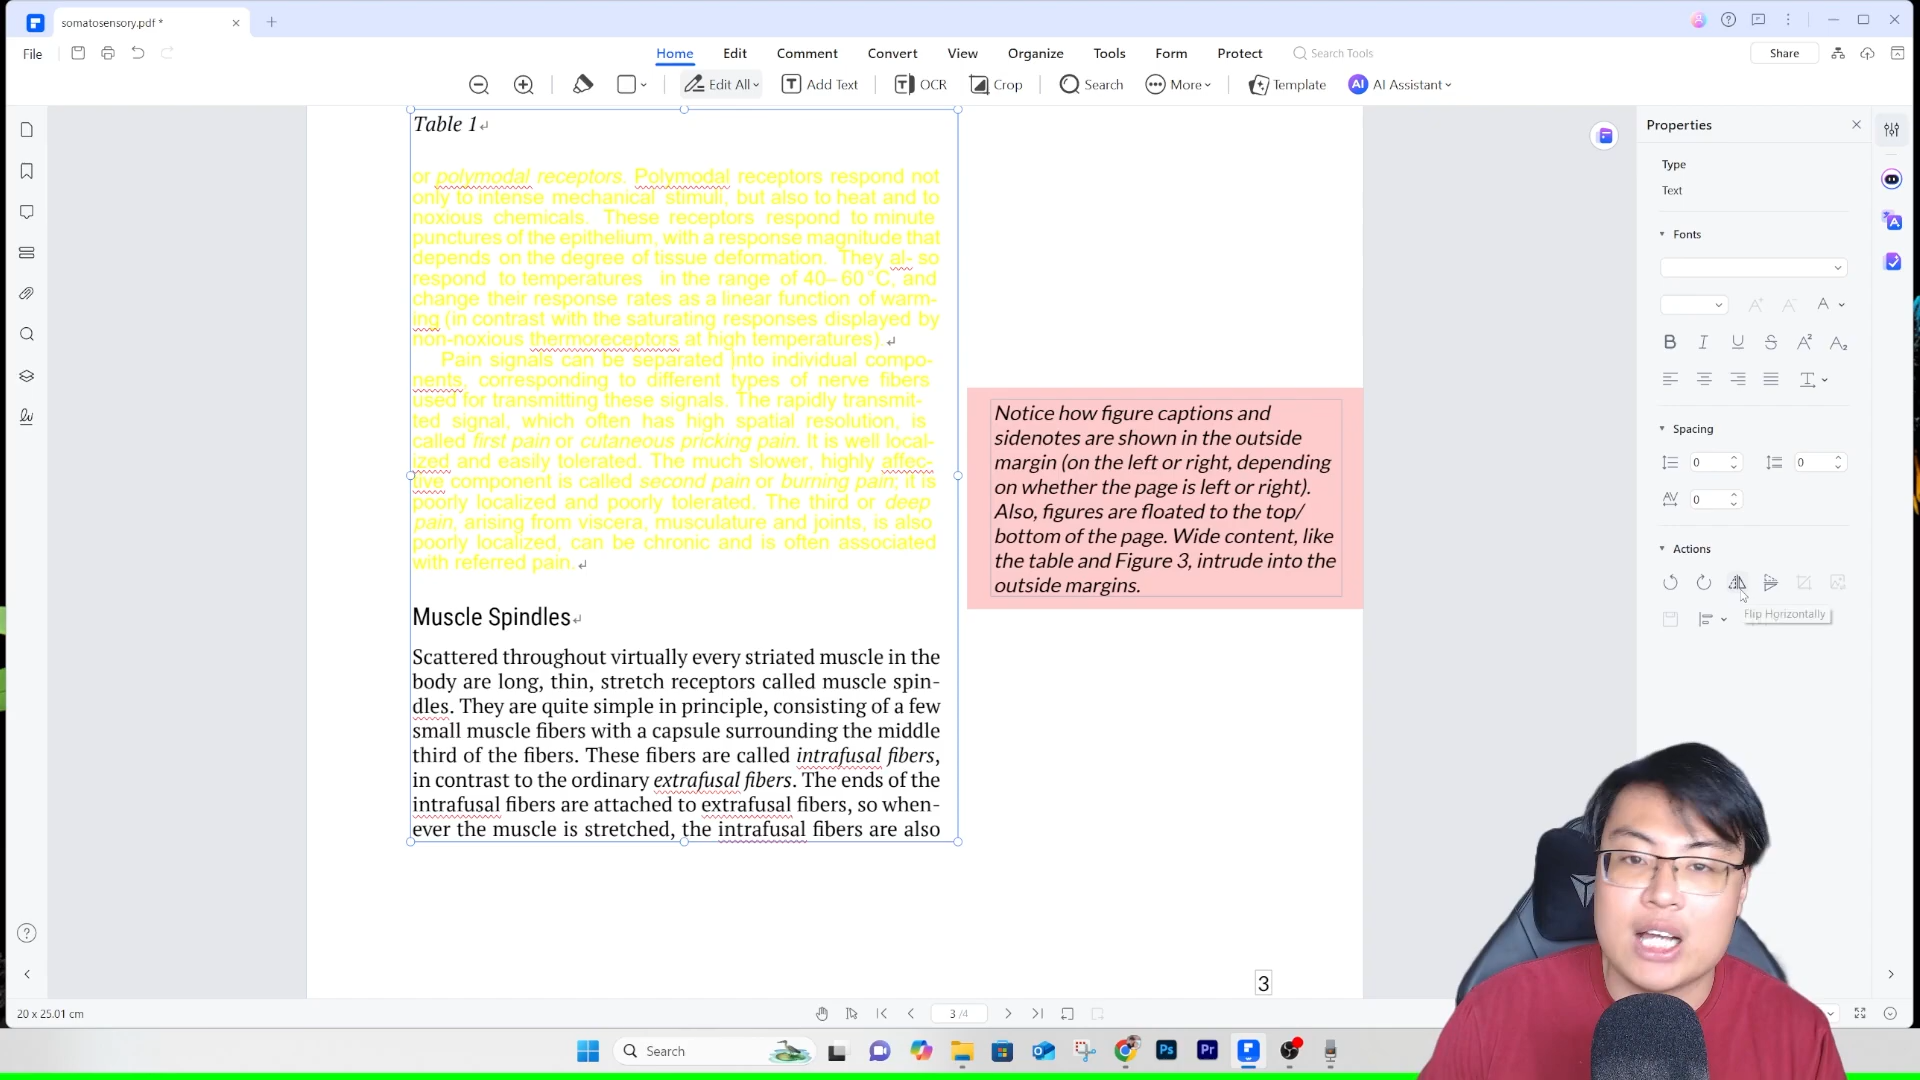 somatosensory.pdf *
File
Home
Edit
Comment
Convert
View
Organize
Tools
Form
Protect
Search Tools
Share
Edit All
Add Text
OCR
Crop
Search
More
Template
AI Assistant
Table 1
or polymodal receptors. Polymodal receptors respond not
only to intense mechanical stimuli, but also to heat and to
noxious chemicals. These receptors respond to minute
punctures of the epithelium, with a response magnitude that
depends on the degree of tissue deformation. They al- so
respond to temperatures in the range of 40–60°C, and
change their response rates as a linear function of warm-
ing (in contrast with the saturating responses displayed by
non-noxious thermoreceptors at high temperatures).
Pain signals can be separated into individual compo-
nents, corresponding to different types of nerve fibers
used for transmitting these signals. The rapidly transmit-
ted signal, which often has high spatial resolution, is
called first pain or cutaneous pricking pain. It is well local-
ized and easily tolerated. The much slower, highly affec-
tive component is called second pain or burning pain; it is
poorly localized and poorly tolerated. The third or deep
pain, arising from viscera, musculature and joints, is also
poorly localized, can be chronic and is often associated
with referred pain.
Muscle Spindles
Scattered throughout virtually every striated muscle in the
body are long, thin, stretch receptors called muscle spin-
dles. They are quite simple in principle, consisting of a few
small muscle fibers with a capsule surrounding the middle
third of the fibers. These fibers are called intrafusal fibers,
in contrast to the ordinary extrafusal fibers. The ends of the
intrafusal fibers are attached to extrafusal fibers, so when-
ever the muscle is stretched, the intrafusal fibers are also
Notice how figure captions and
sidenotes are shown in the outside
margin (on the left or right, depending
on whether the page is left or right).
Also, figures are floated to the top/
bottom of the page. Wide content, like
the table and Figure 3, intrude into the
outside margins.
3
Properties
Type
Text
Fonts
Spacing
0
0
0
Actions
Flip Horizontally
20 x 25.01 cm
3 /4
Search
Ps
Pr